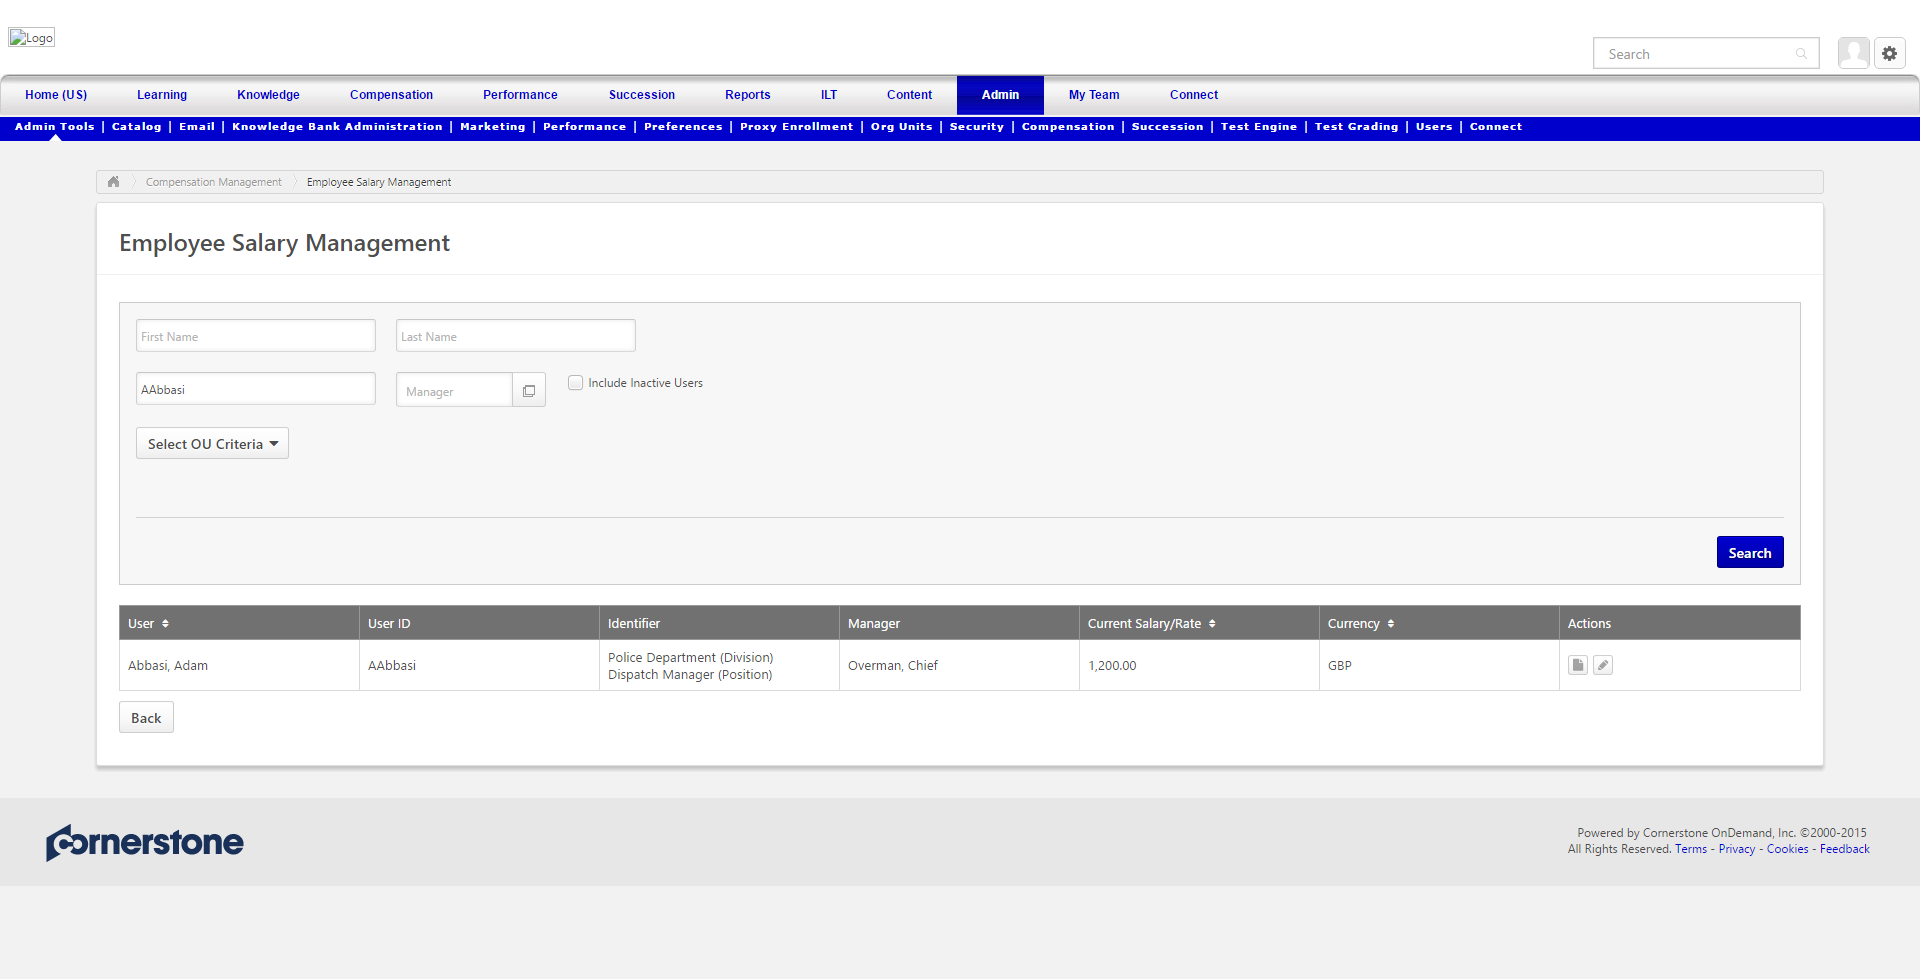 Logo
Search
Home (US) Learning Knowledge Compensation Performance Succession Reports ILT Content Admin My Team Connect
Admin Tools | Catalog | Email | Knowledge Bank Administration | Marketing | Performance | Preferences | Proxy Enrollment | Org Units | Security | Compensation | Succession | Test Engine | Test Grading | Users | Connect
Compensation Management Employee Salary Management
Employee Salary Management
First Name Last Name
AAbbasi Manager Include Inactive Users
Select OU Criteria
Search
User User ID Identifier Manager Current Salary/Rate Currency Actions
Abbasi, Adam AAbbasi Police Department (Division) Overman, Chief 1,200.00 GBP
Dispatch Manager (Position)
Back
Cornerstone
Powered by Cornerstone OnDemand, Inc. ©2000-2015
All Rights Reserved. Terms - Privacy - Cookies - Feedback